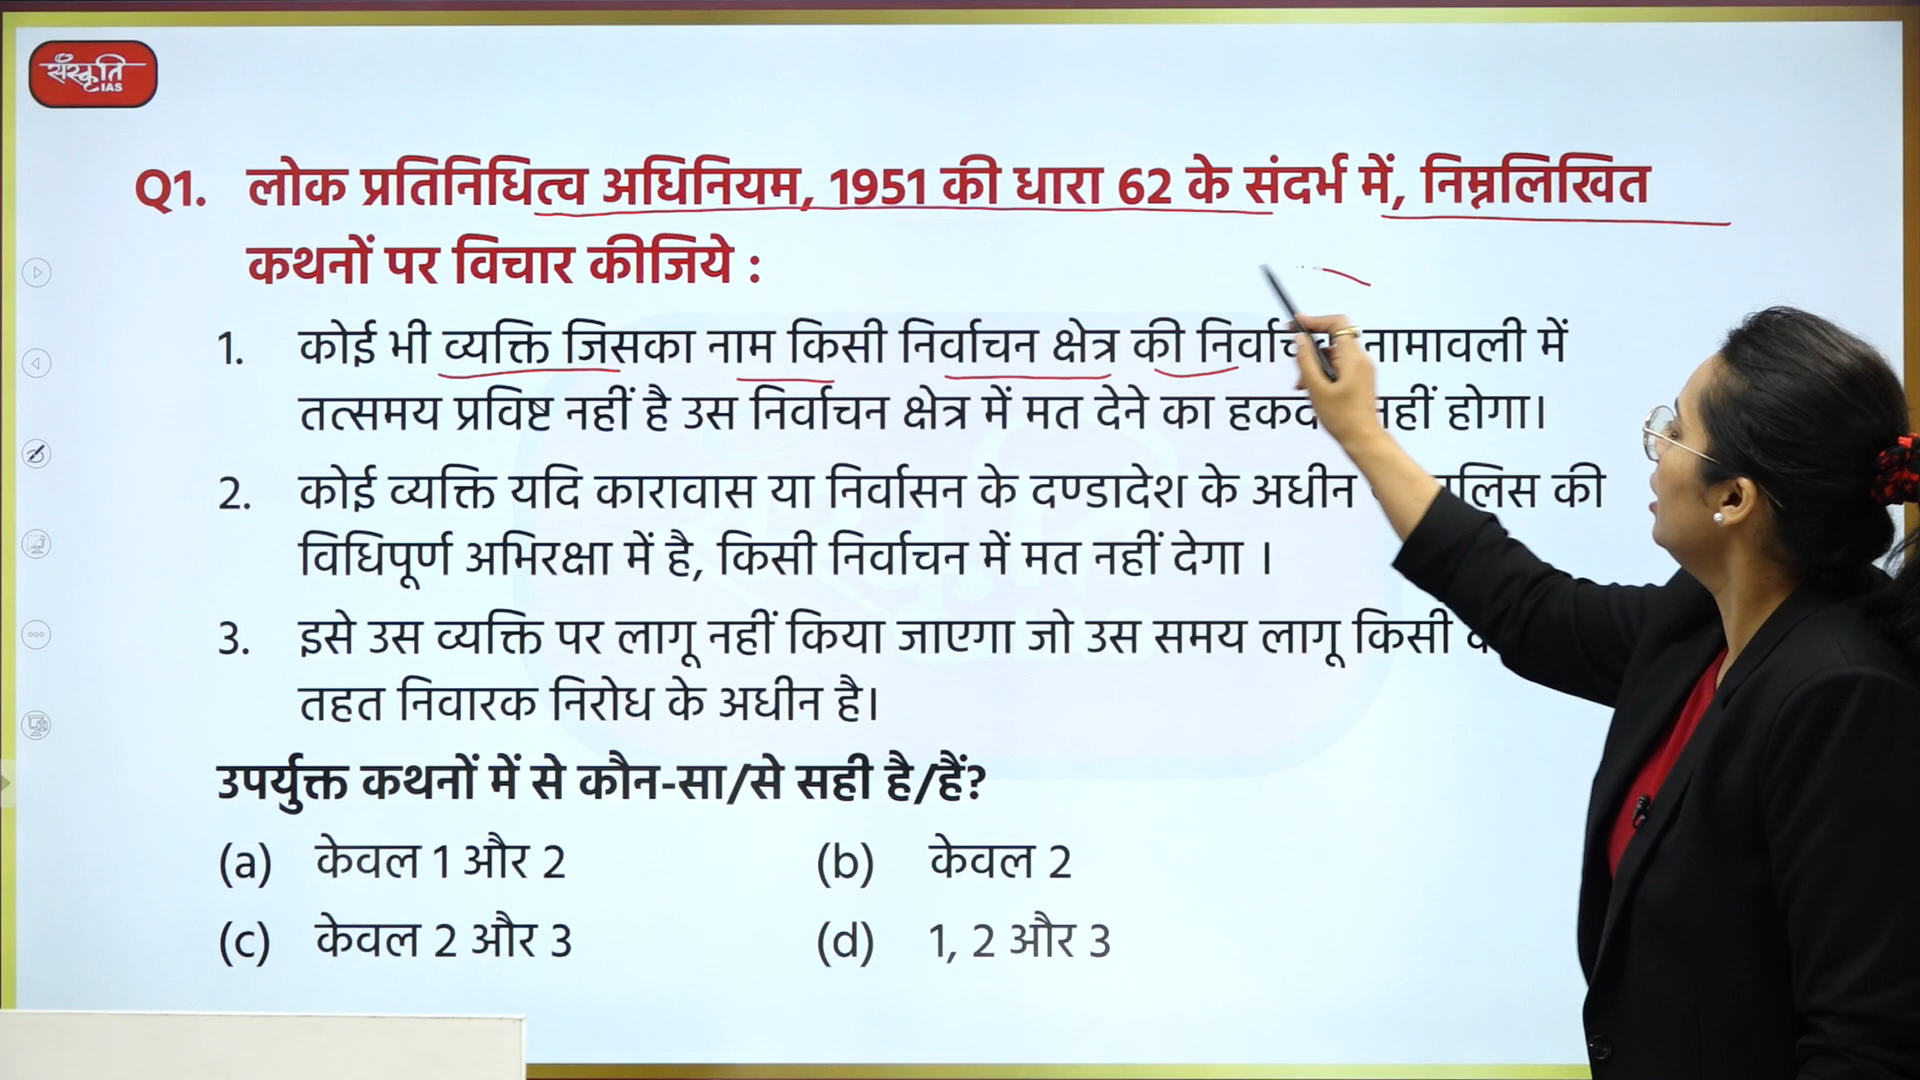 संस्कृति
IAS
Q1. लोक प्रतिनिधित्व अधिनियम, 1951 की धारा 62 के संदर्भ में, निम्नलिखित
कथनों पर विचार कीजिये :
1. कोई भी व्यक्ति जिसका नाम किसी निर्वाचन क्षेत्र की नामावली में
तत्समय प्रविष्ट नहीं है उस निर्वाचन क्षेत्र में मत देने का नहीं होगा।
2. कोई व्यक्ति यदि कारावास या निर्वासन के दण्डादेश के अधीन की
विधिपूर्ण अभिरक्षा में है, किसी निर्वाचन में मत नहीं देगा ।
3. इसे उस व्यक्ति पर लागू नहीं किया जाएगा जो उस समय लागू किसी
तहत निवारक निरोध के अधीन है।
उपर्युक्त कथनों में से कौन-सा/से सही है/हैं?
(a) केवल 1 और 2 (b) केवल 2
(c) केवल 2 और 3 (d) 1, 2 और 3